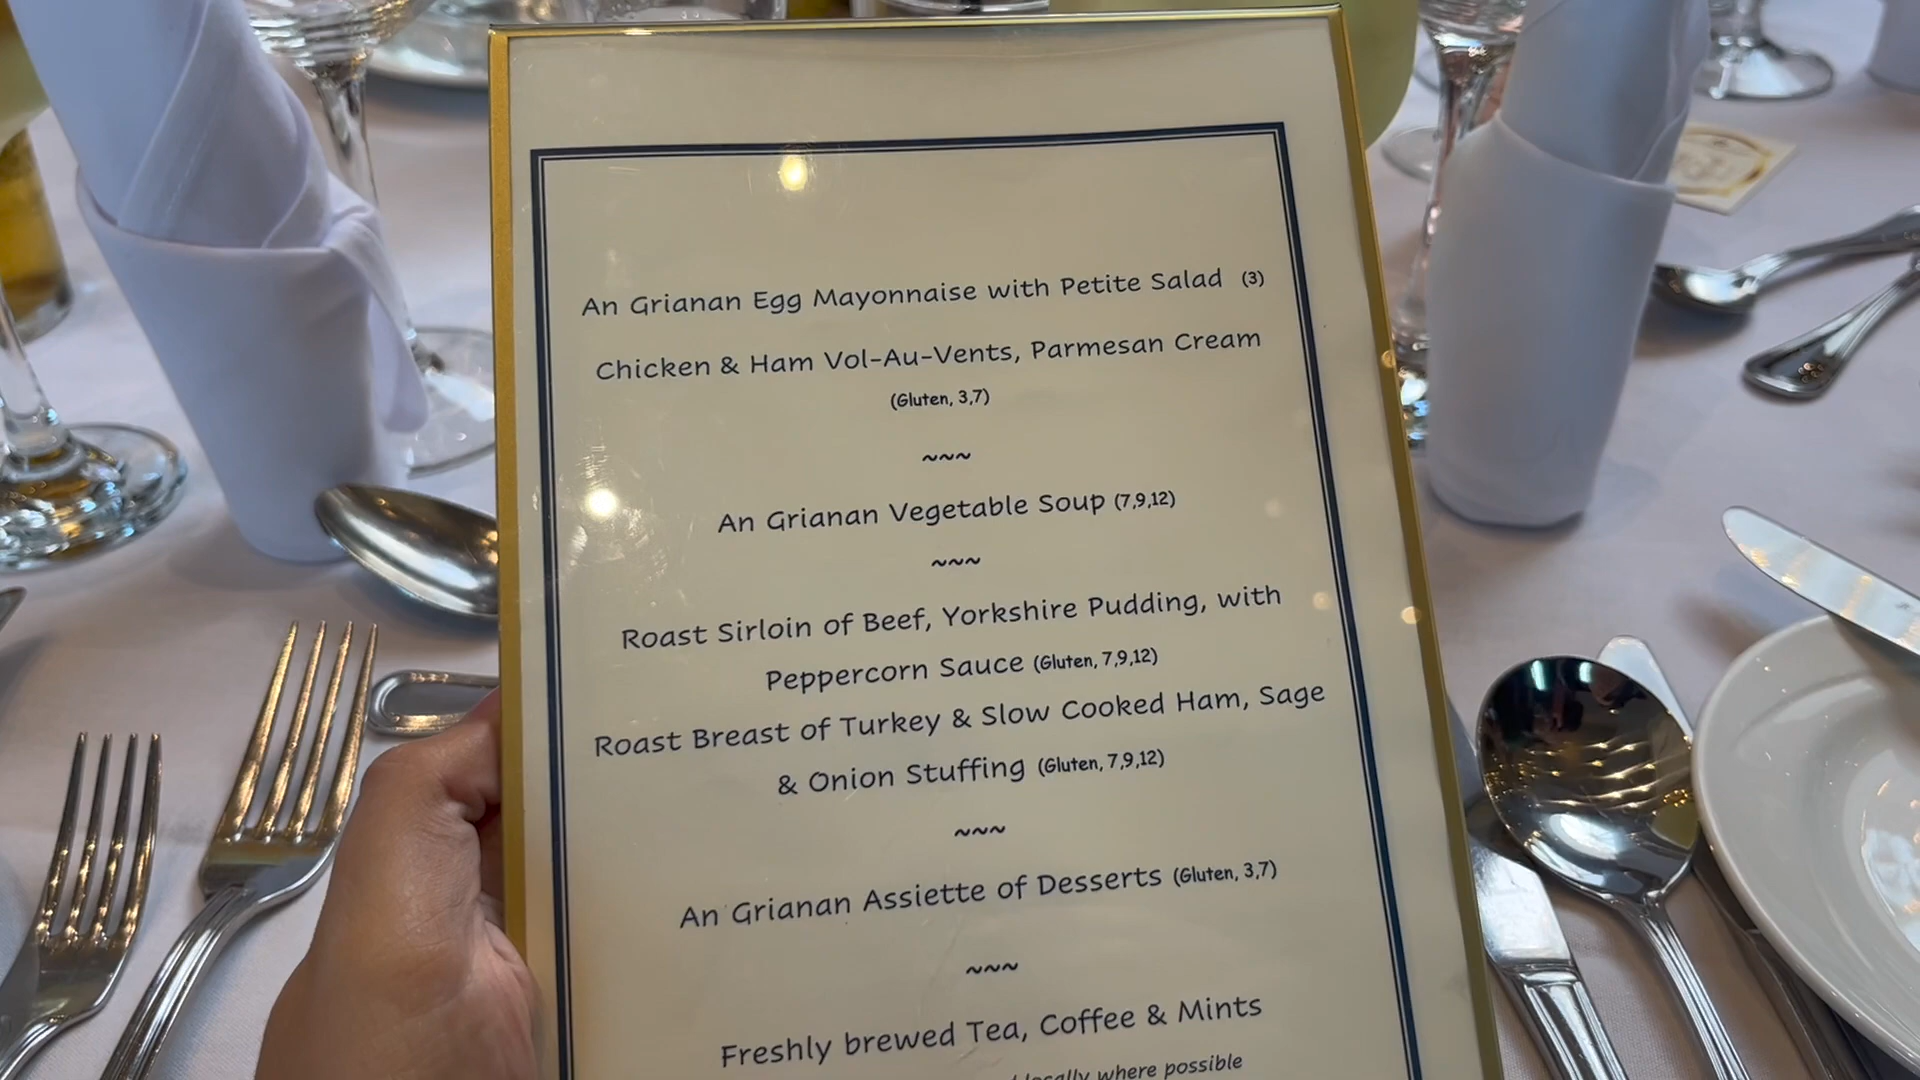 An Grianan Egg Mayonnaise with Petite Salad (3)
Chicken & Ham Vol-Au-Vents, Parmesan Cream
(Gluten, 3,7)
~~~
An Grianan Vegetable Soup (7,9,12)
~~~
Roast Sirloin of Beef, Yorkshire Pudding, with
Peppercorn Sauce (Gluten, 7,9,12)
Roast Breast of Turkey & Slow Cooked Ham, Sage
& Onion Stuffing (Gluten, 7,9,12)
~~~
An Grianan Assiette of Desserts (Gluten, 3,7)
~~~
Freshly brewed Tea, Coffee & Mints
locally where possible